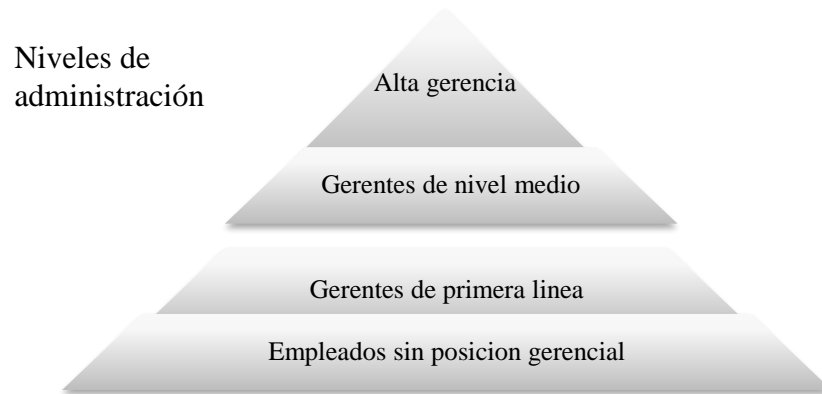 Niveles de
administración
Alta gerencia
Gerentes de nivel medio
Gerentes de primera linea
Empleados sin posicion gerencial